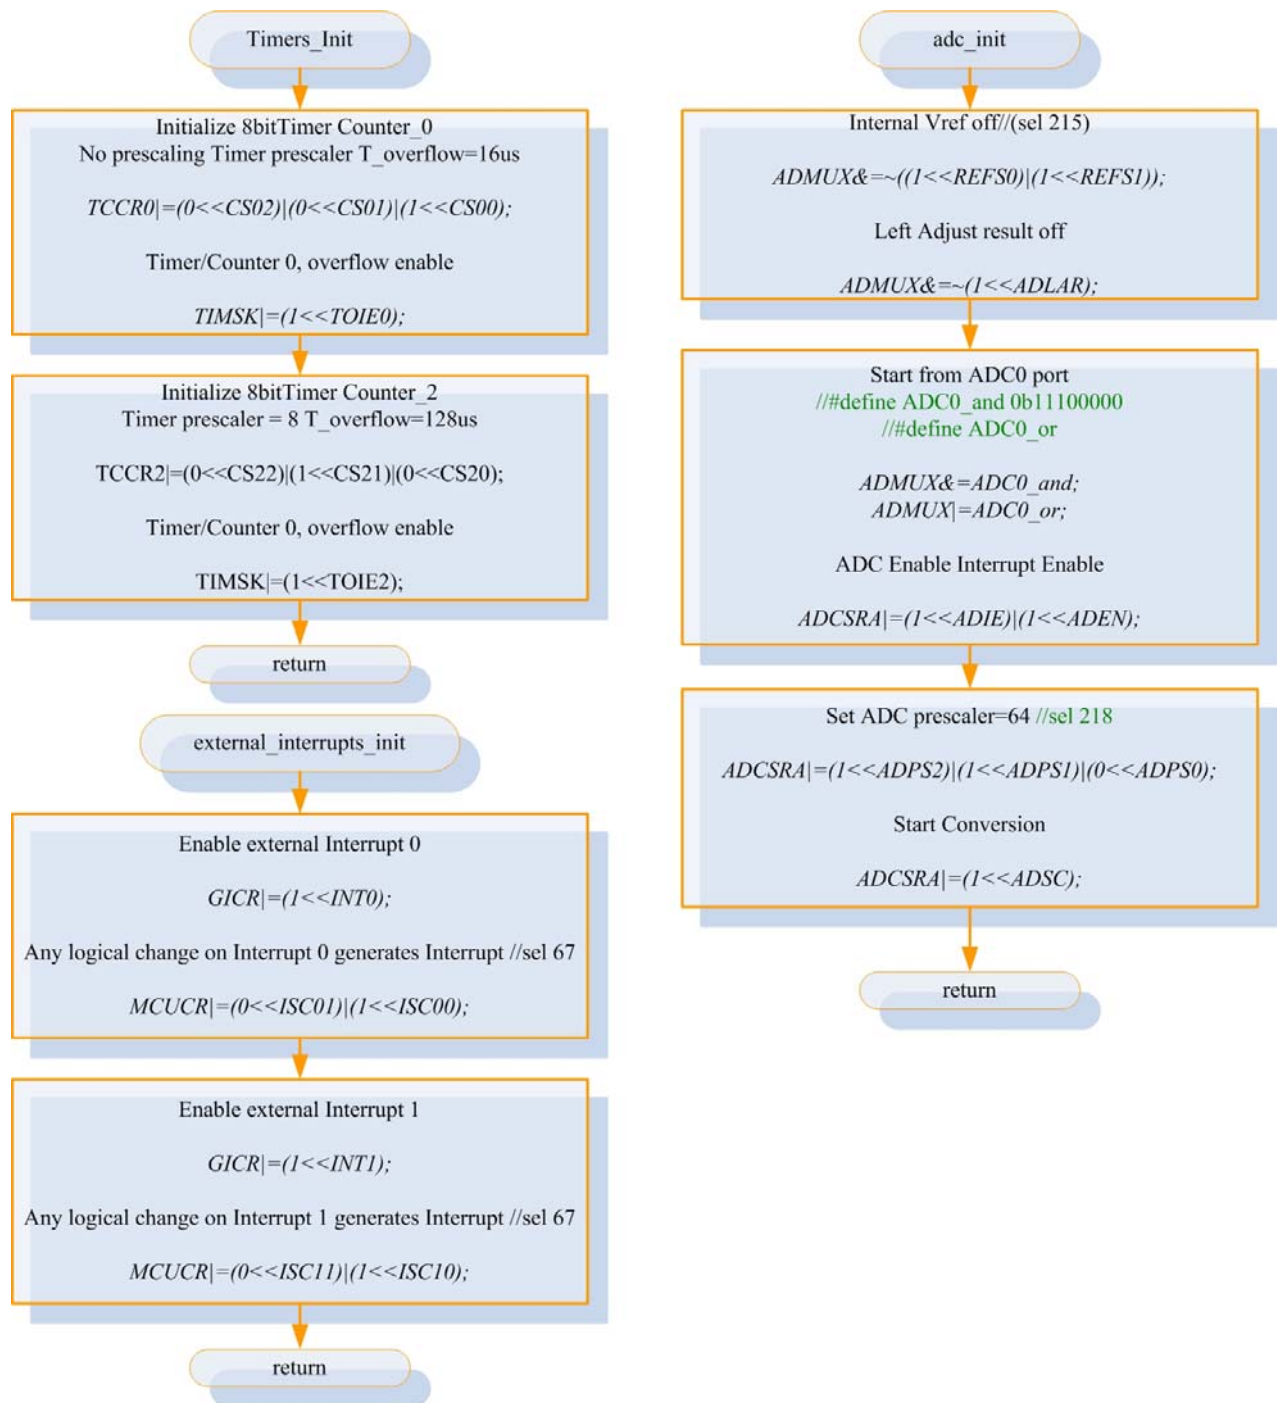 Timers_Init
Initialize 8bitTimer Counter_0
No prescaling Timer prescaler T_overflow=16us
TCCR0|=(0<<CS02)|(0<<CS01)|(1<<CS00);
Timer/Counter 0, overflow enable
TIMSK|=(1<<TOIE0);
Initialize 8bitTimer Counter_2
Timer prescaler = 8 T_overflow=128us
TCCR2|=(0<<CS22)|(1<<CS21)|(0<<CS20);
Timer/Counter 0, overflow enable
TIMSK|=(1<<TOIE2);
return
external_interrupts_init
Enable external Interrupt 0
GICR|=(1<<INT0);
Any logical change on Interrupt 0 generates Interrupt //sel 67
MCUCR|=(0<<ISC01)|(1<<ISC00);
Enable external Interrupt 1
GICR|=(1<<INT1);
Any logical change on Interrupt 1 generates Interrupt //sel 67
MCUCR|=(0<<ISC11)|(1<<ISC10);
return
adc_init
Internal Vref off//(sel 215)
ADMUX&=~((1<<REFS0)|(1<<REFS1));
Left Adjust result off
ADMUX&=~(1<<ADLAR);
Start from ADC0 port
//#define ADC0_and 0b11100000
//#define ADC0_or
ADMUX&=ADC0_and;
ADMUX|=ADC0_or;
ADC Enable Interrupt Enable
ADCSRA|=(1<<ADIE)|(1<<ADEN);
Set ADC prescaler=64 //sel 218
ADCSRA|=(1<<ADPS2)|(1<<ADPS1)|(0<<ADPS0);
Start Conversion
ADCSRA|=(1<<ADSC);
return